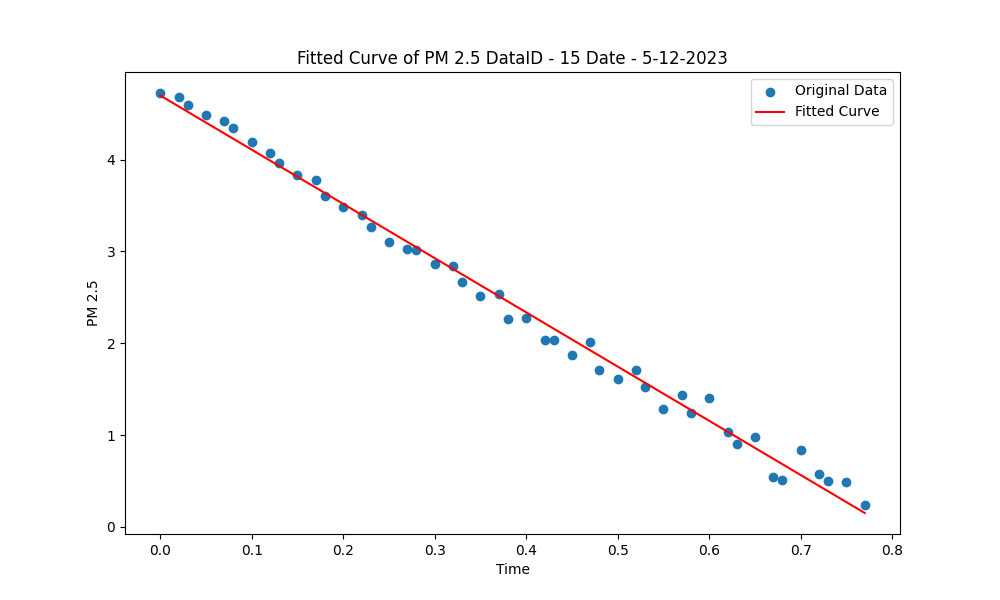 Fitted Curve of PM 2.5 DataID - 15 Date - 5-12-2023
Original Data
Fitted Curve
4
3
2
1
0
PM 2.5
0.0 0.1 0.2 0.3 0.4 0.5 0.6 0.7 0.8
Time